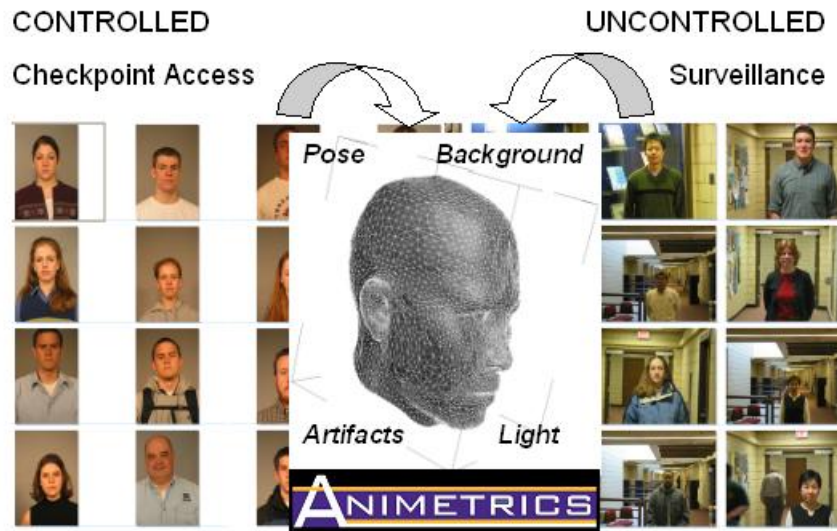 CONTROLLED
UNCONTROLLED
Checkpoint Access
Surveillance
Pose
Background
Artifacts
Light
ANIMETRICS